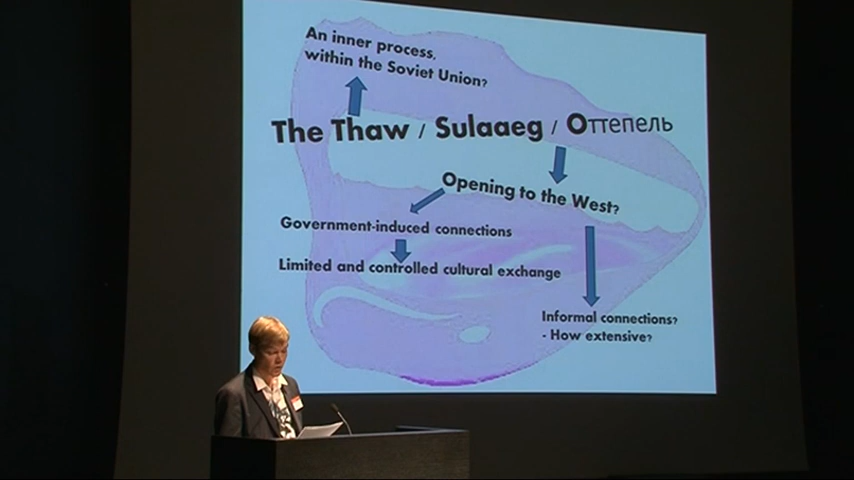 An inner process,
within the Soviet Union?
The Thaw / Sulaaeg / Оттепель
Opening to the West?
Government-induced connections
Limited and controlled cultural exchange
Informal connections?
- How extensive?